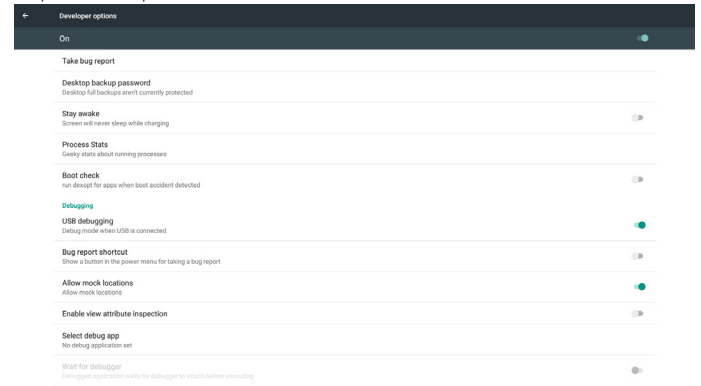 Developer options
On
Take bug report
Desktop backup password
Desktop full backups aren't currently protected
Stay awake
Screen will never sleep while charging
Process Stats
Geeky stats about running processes
Boot check
run dexopt for apps when boot accident detected
Debugging
USB debugging
Debug mode when USB is connected
Bug report shortcut
Show a button in the power menu for taking a bug report
Allow mock locations
Allow mock locations
Enable view attribute inspection
Select debug app
No debug application set
Wait for debugger
Debugged application waits for debugger to attach before executing